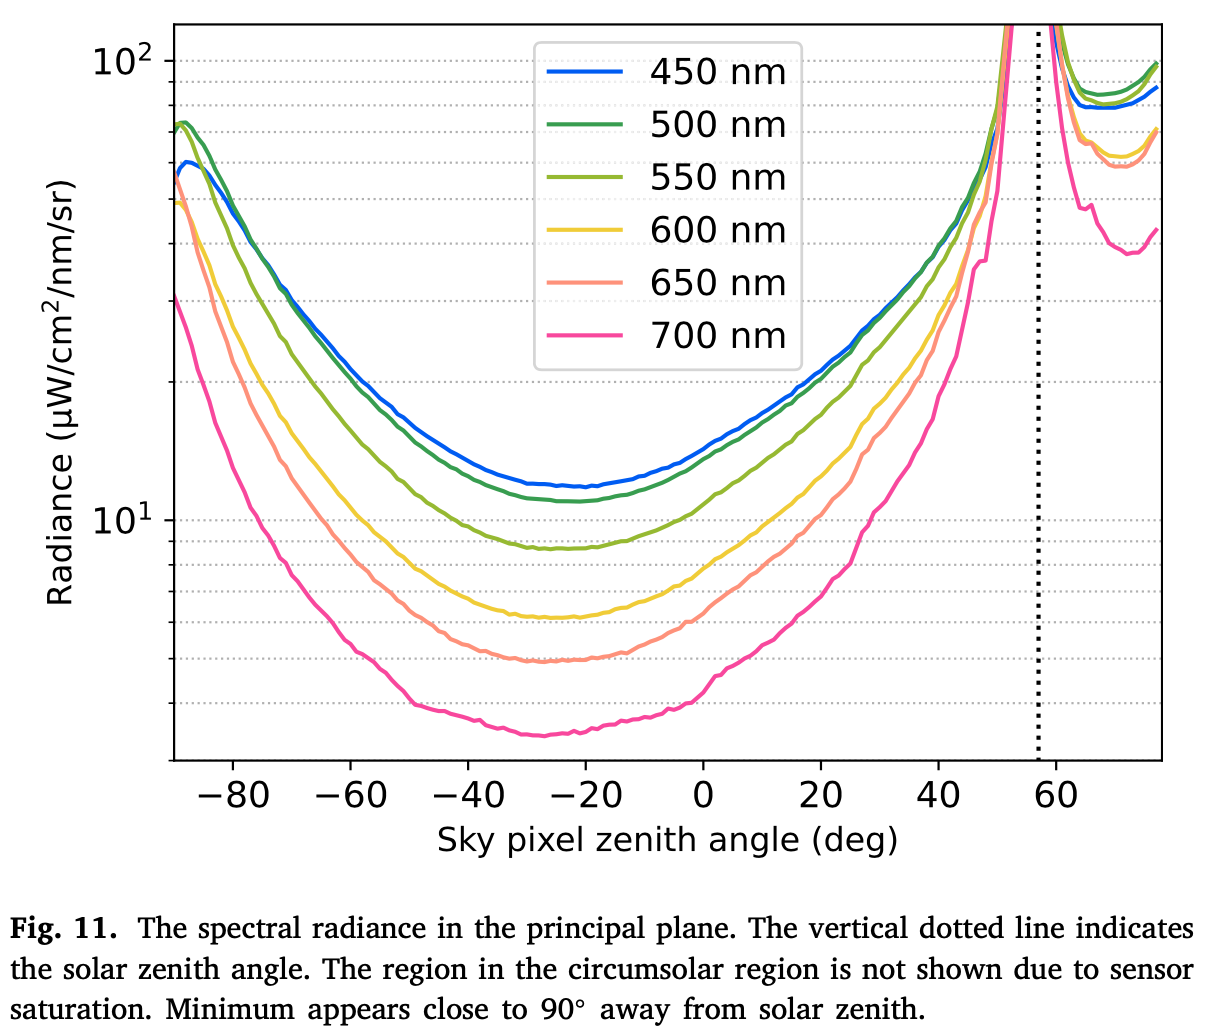 10²
450 nm
500 nm
550 nm
600 nm
650 nm
700 nm
10¹
Radiance (μW/cm²/nm/sr)
−80 −60 −40 −20 0 20 40 60
Sky pixel zenith angle (deg)
Fig. 11. The spectral radiance in the principal plane. The vertical dotted line indicates
the solar zenith angle. The region in the circumsolar region is not shown due to sensor
saturation. Minimum appears close to 90° away from solar zenith.